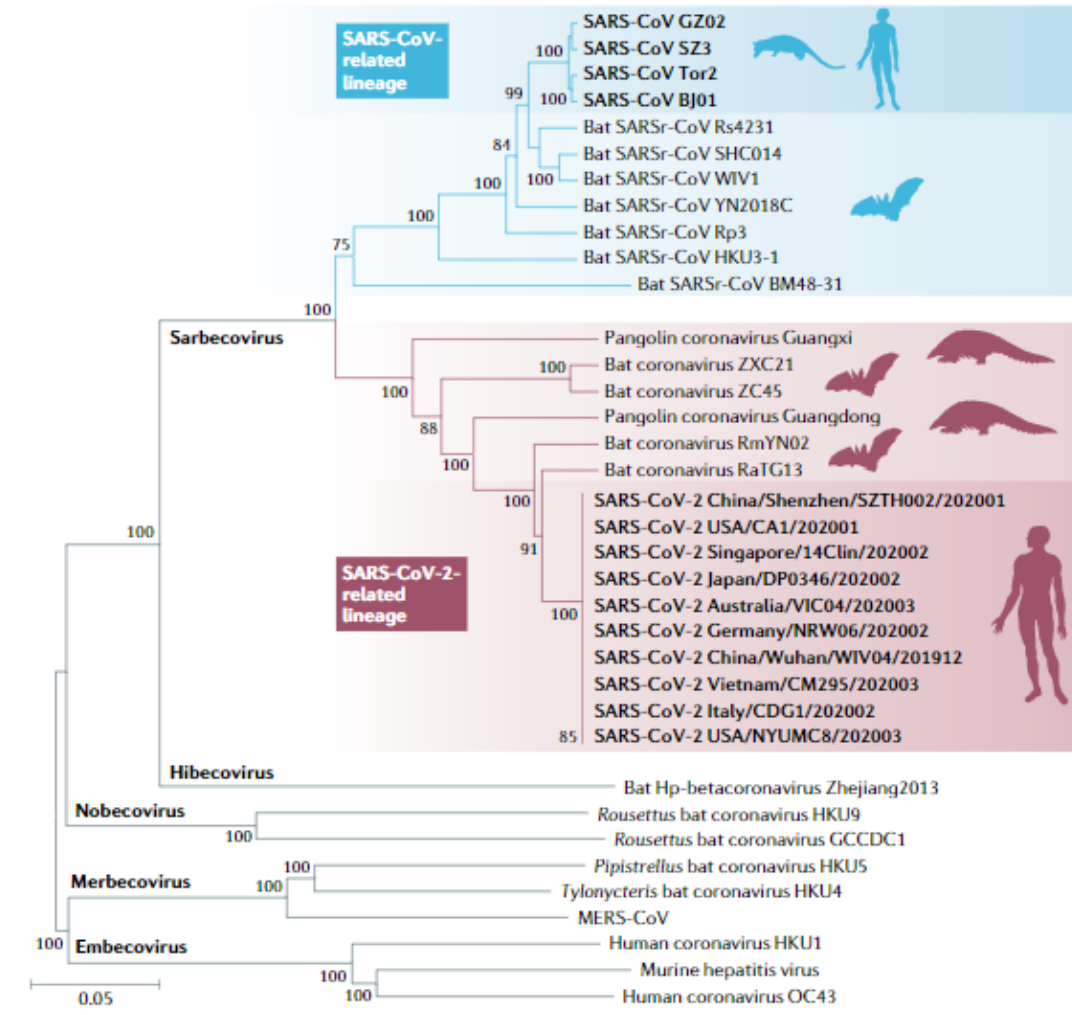 SARS-CoV-
related
lineage
100
SARS-CoV GZ02
SARS-CoV SZ3
SARS-CoV Tor2
100
SARS-CoV BJ01
99
Bat SARSr-CoV Rs4231
84
Bat SARSr-CoV SHC014
100
Bat SARSr-CoV WIV1
100
Bat SARSr-CoV YN2018C
100
Bat SARSr-CoV Rp3
75
Bat SARSr-CoV HKU3-1
Bat SARSr-CoV BM48-31
100
Sarbecovirus
Pangolin coronavirus Guangxi
100
Bat coronavirus ZXC21
100
Bat coronavirus ZC45
88
Pangolin coronavirus Guangdong
100
Bat coronavirus RmYN02
Bat coronavirus RaTG13
100
SARS-CoV-2 China/Shenzhen/SZTH002/202001
100
SARS-CoV-2 USA/CA1/202001
91
SARS-CoV-2 Singapore/14Clin/202002
SARS-CoV-2-
related
lineage
SARS-CoV-2 Japan/DP0346/202002
100
SARS-CoV-2 Australia/VIC04/202003
SARS-CoV-2 Germany/NRW06/202002
SARS-CoV-2 China/Wuhan/WIV04/201912
SARS-CoV-2 Vietnam/CM295/202003
SARS-CoV-2 Italy/CDG1/202002
85
SARS-CoV-2 USA/NYUMC8/202003
Hibecovirus
Bat Hp-betacoronavirus Zhejiang2013
Nobecovirus
Rousettus bat coronavirus HKU9
100
Rousettus bat coronavirus GCCDC1
Merbecovirus
100
100
Pipistrellus bat coronavirus HKU5
Tylonycteris bat coronavirus HKU4
MERS-CoV
100
Embecovirus
Human coronavirus HKU1
100
Murine hepatitis virus
100
Human coronavirus OC43
0.05